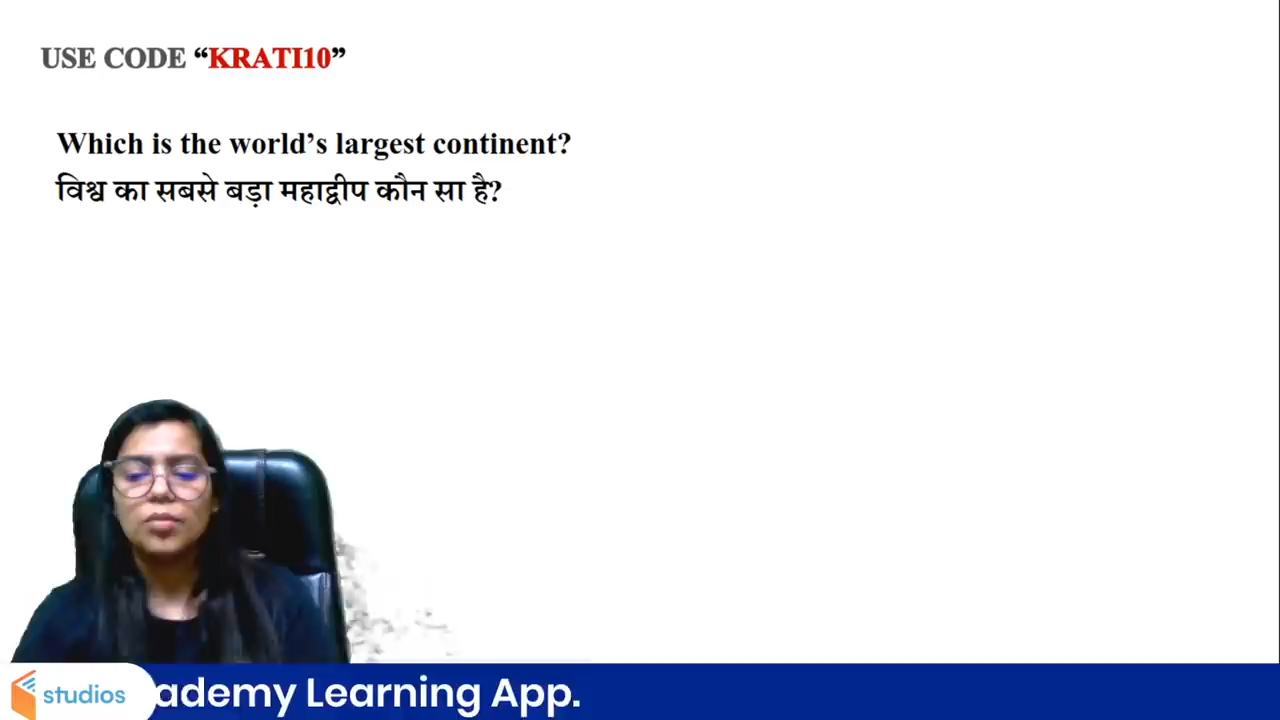 USE CODE “KRATI10”
Which is the world’s largest continent?
विश्व का सबसे बड़ा महाद्वीप कौन सा है?
studios
ademy Learning App.